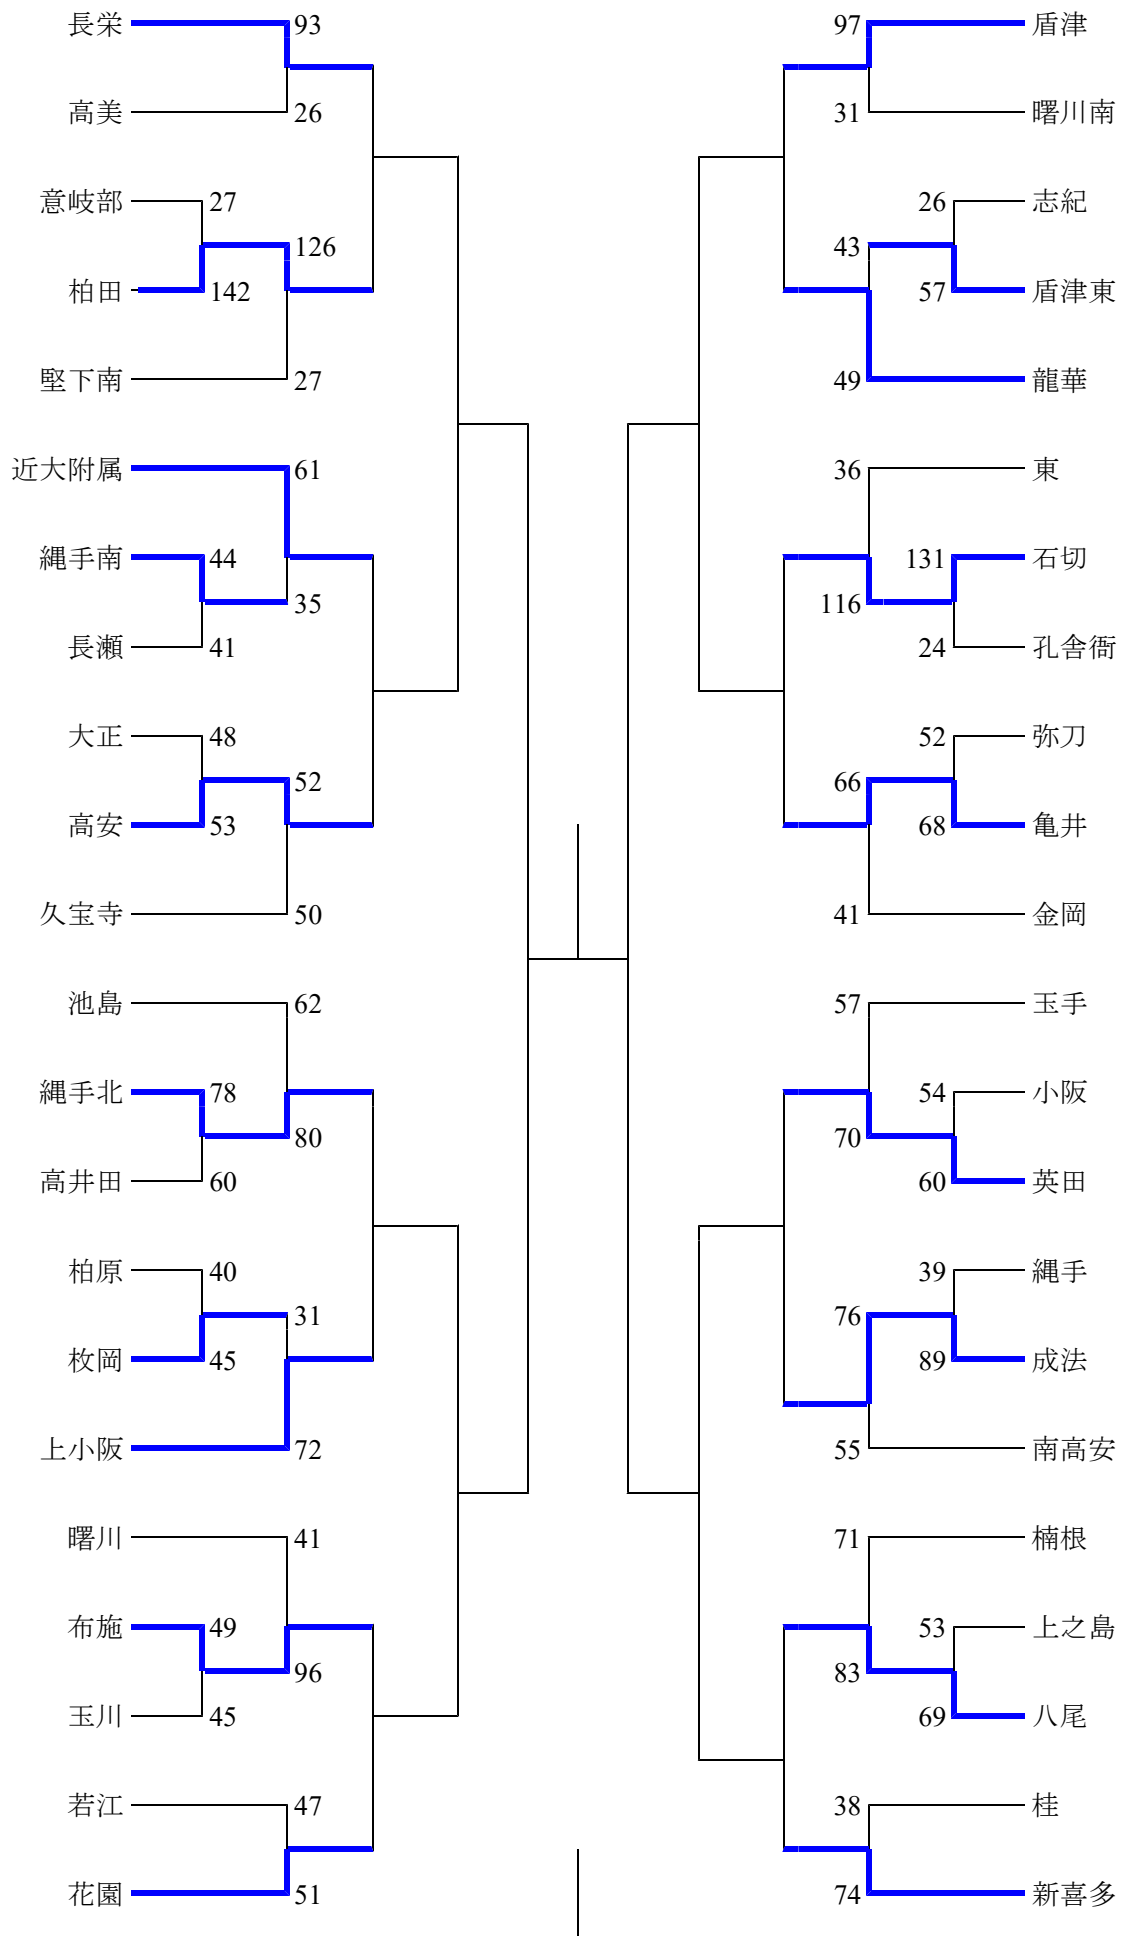 長栄 93 97 盾津
高美 26 31 曙川南
意岐部 27 26 志紀
126 43
柏田 142 57 盾津東
堅下南 27 49 龍華
近大附属 61 36 東
縄手南 44 131 石切
35 116
長瀬 41 24 孔舎衙
大正 48 52 弥刀
52 66
高安 53 68 亀井
久宝寺 50 41 金岡
池島 62 57 玉手
縄手北 78 54 小阪
80 70
高井田 60 60 英田
柏原 40 39 縄手
31 76
枚岡 45 89 成法
上小阪 72 55 南高安
曙川 41 71 楠根
布施 49 53 上之島
96 83
玉川 45 69 八尾
若江 47 38 桂
花園 51 74 新喜多